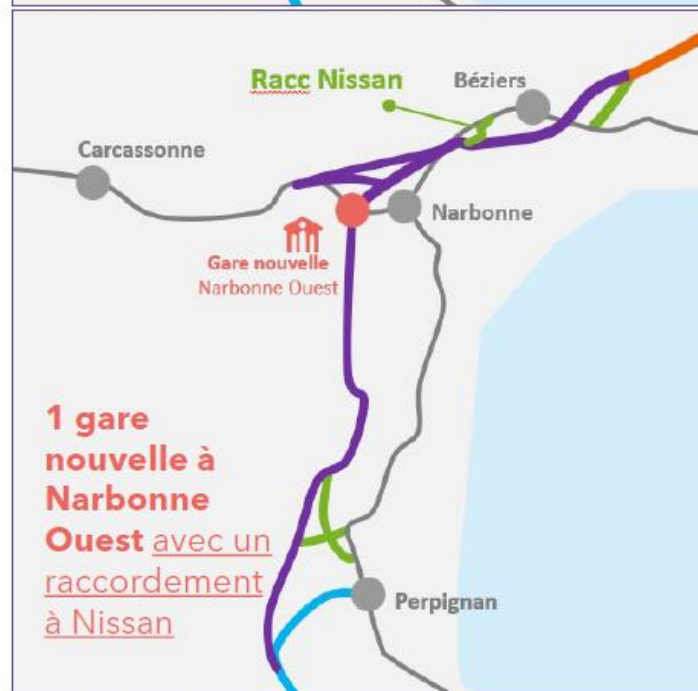 Racc Nissan
Béziers
Carcassonne
Narbonne
Gare nouvelle
Narbonne Ouest
1 gare
nouvelle à
Narbonne
Ouest avec un
raccordement
à Nissan
Perpignan